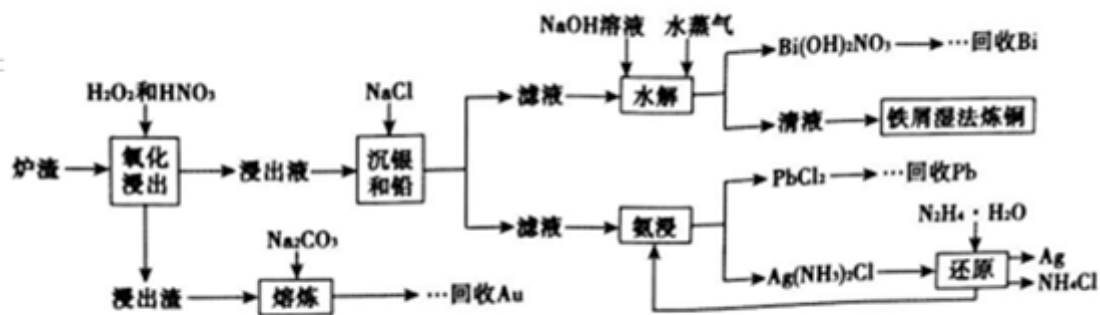 NaOH溶液 水蒸气
Bi(OH)₂NO₃ ⋯回收Bi
H₂O₂和HNO₃ NaCl
滤液 水解
清液 铁屑湿法炼铜
炉渣 氧化浸出 浸出液 沉银和铅
PbCl₂ ⋯回收Pb
N₂H₄·H₂O
滤液 氨浸
Na₂CO₃
Ag(NH₃)₂Cl 还原 Ag
NH₄Cl
浸出渣 熔炼 ⋯回收Au